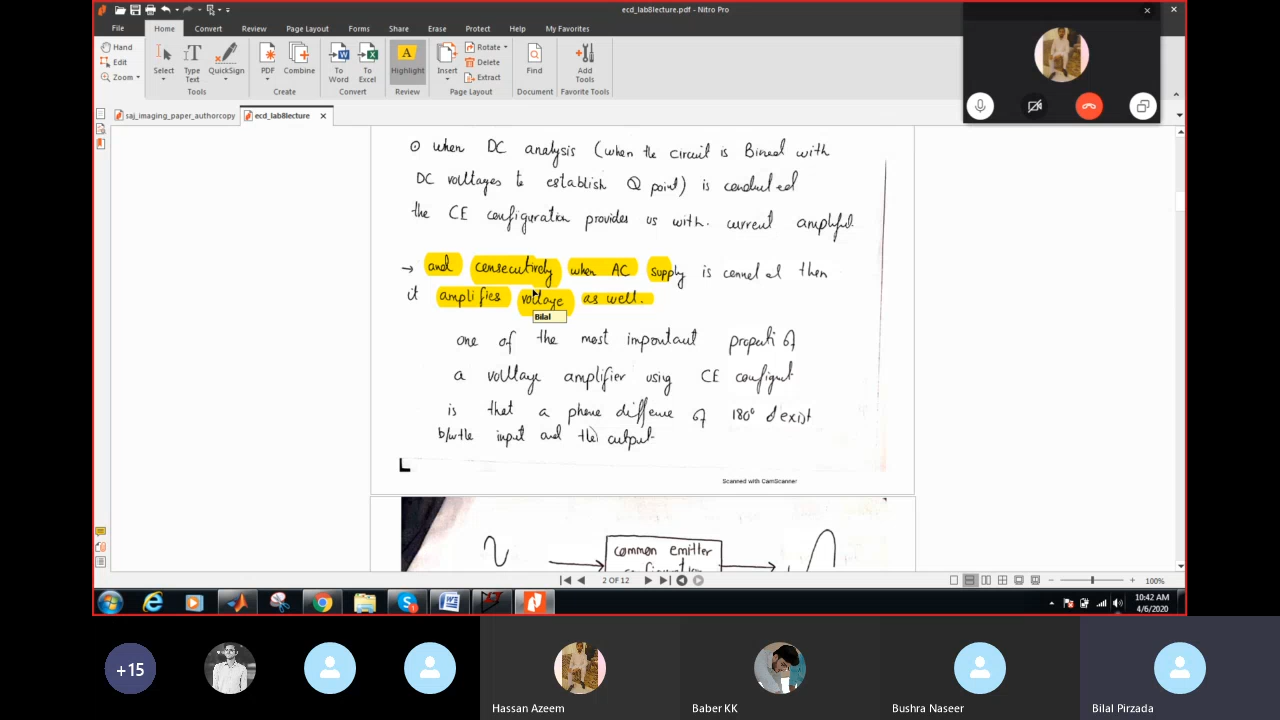 ecd_lab8lecture.pdf - Nitro Pro
File Home Convert Review Page Layout Forms Share Erase Protect Help My Favorites
Hand
Edit
Zoom
Select
Type Text
QuickSign
Tools
PDF
Combine
Create
To Word
To Excel
Convert
Highlight
Review
Insert
Rotate
Delete
Extract
Page Layout
Find
Document
Add Tools
Favorite Tools
saj_imaging_paper_authorcopy
ecd_lab8lecture
when DC analysis (when the circuit is Biased with
DC voltages to establish Q point) is conducted
the CE configuration provides us with. current
→ and consecutively when AC supply is then
it amplifies voltage as well.
Bilal
one of the most important of
a voltage amplifier using CE
is that a of 180° exist
b/w the input and the output
Scanned with CamScanner
common emitter
2 OF 12
100%
10:42 AM
4/6/2020
+15
Hassan Azeem
Baber KK
Bushra Naseer
Bilal Pirzada